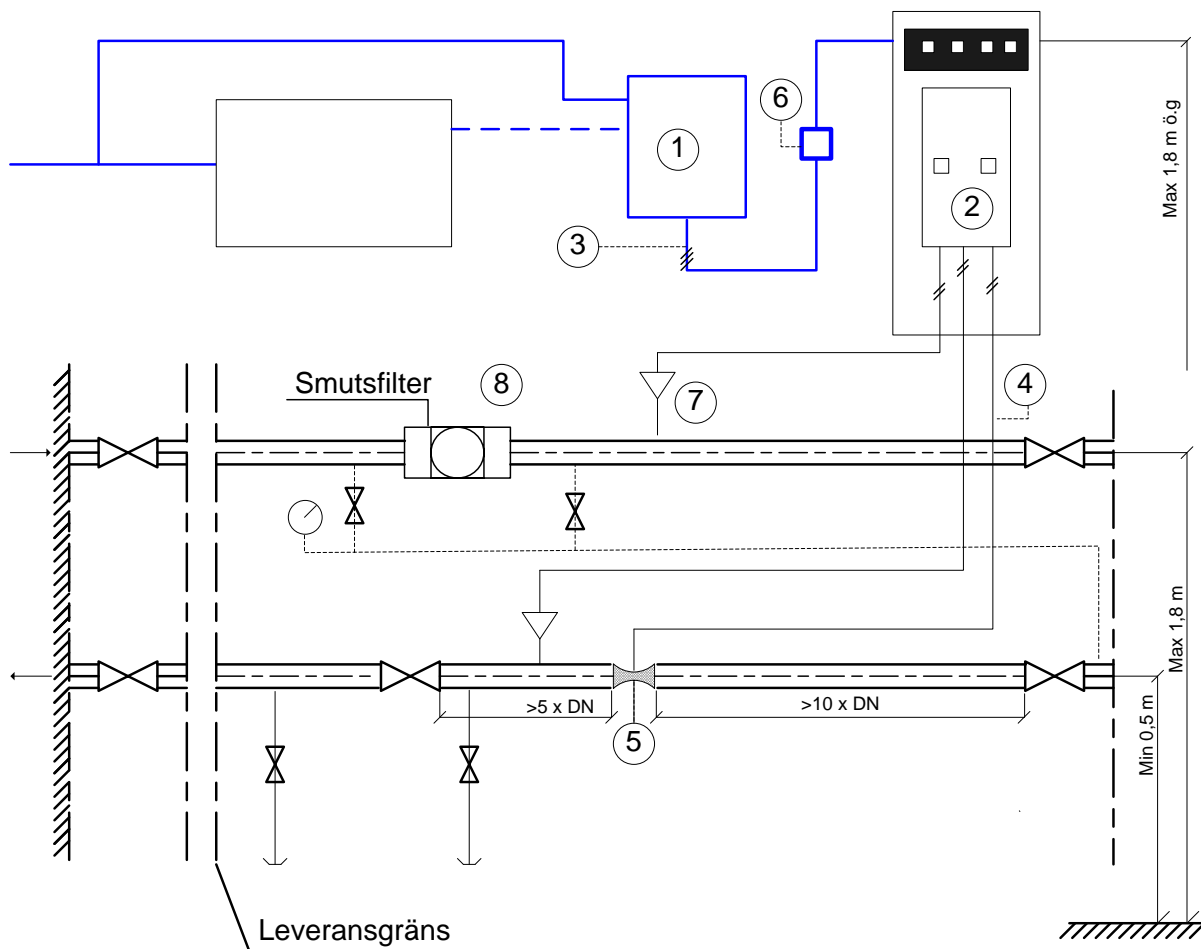 6
1
2
3
Max 1,8 m ö.g
Smutsfilter
8
7
4
Max 1,8 m
>5 x DN
>10 x DN
5
Min 0,5 m
Leveransgräns